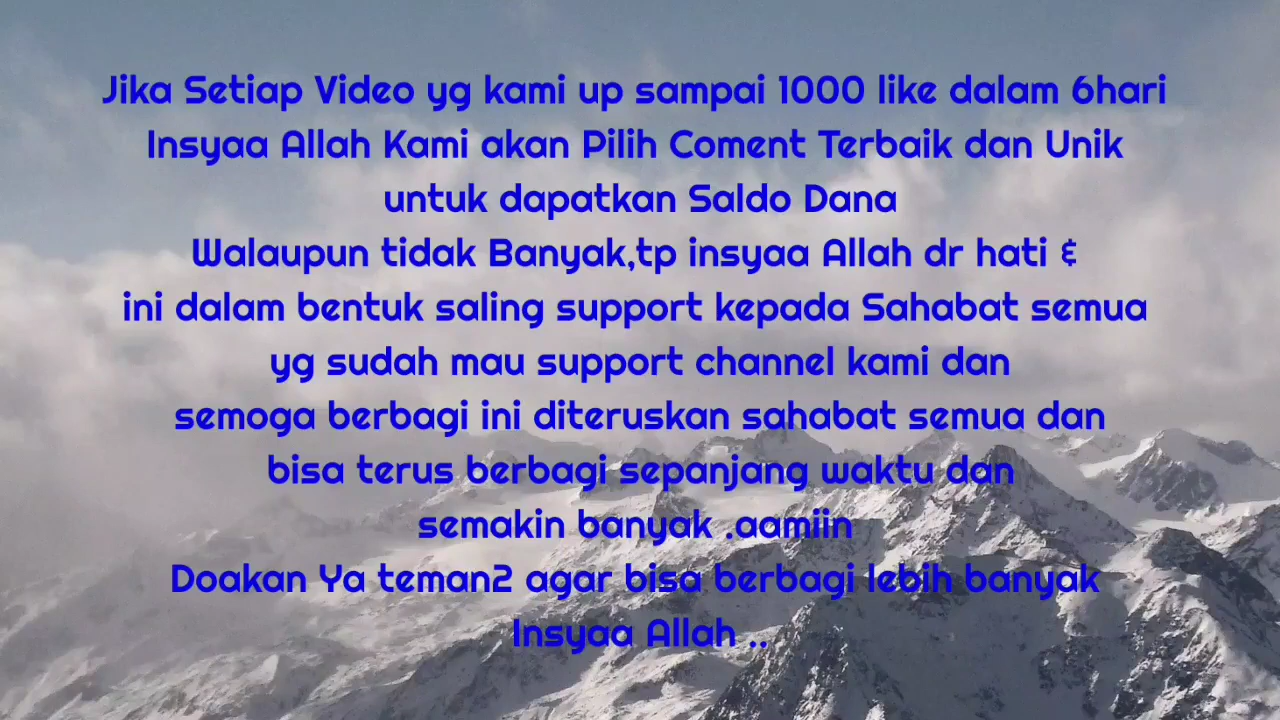 Jika Setiap Video yg kami up sampai 1000 like dalam 6hari
Insyaa Allah Kami akan Pilih Coment Terbaik dan Unik
untuk dapatkan Saldo Dana
Walaupun tidak Banyak,tp insyaa Allah dr hati &
ini dalam bentuk saling support kepada Sahabat semua
yg sudah mau support channel kami dan
semoga berbagi ini diteruskan sahabat semua dan
bisa terus berbagi sepanjang waktu dan
semakin banyak .aamiin
Doakan Ya teman2 agar bisa berbagi lebih banyak
Insyaa Allah ..